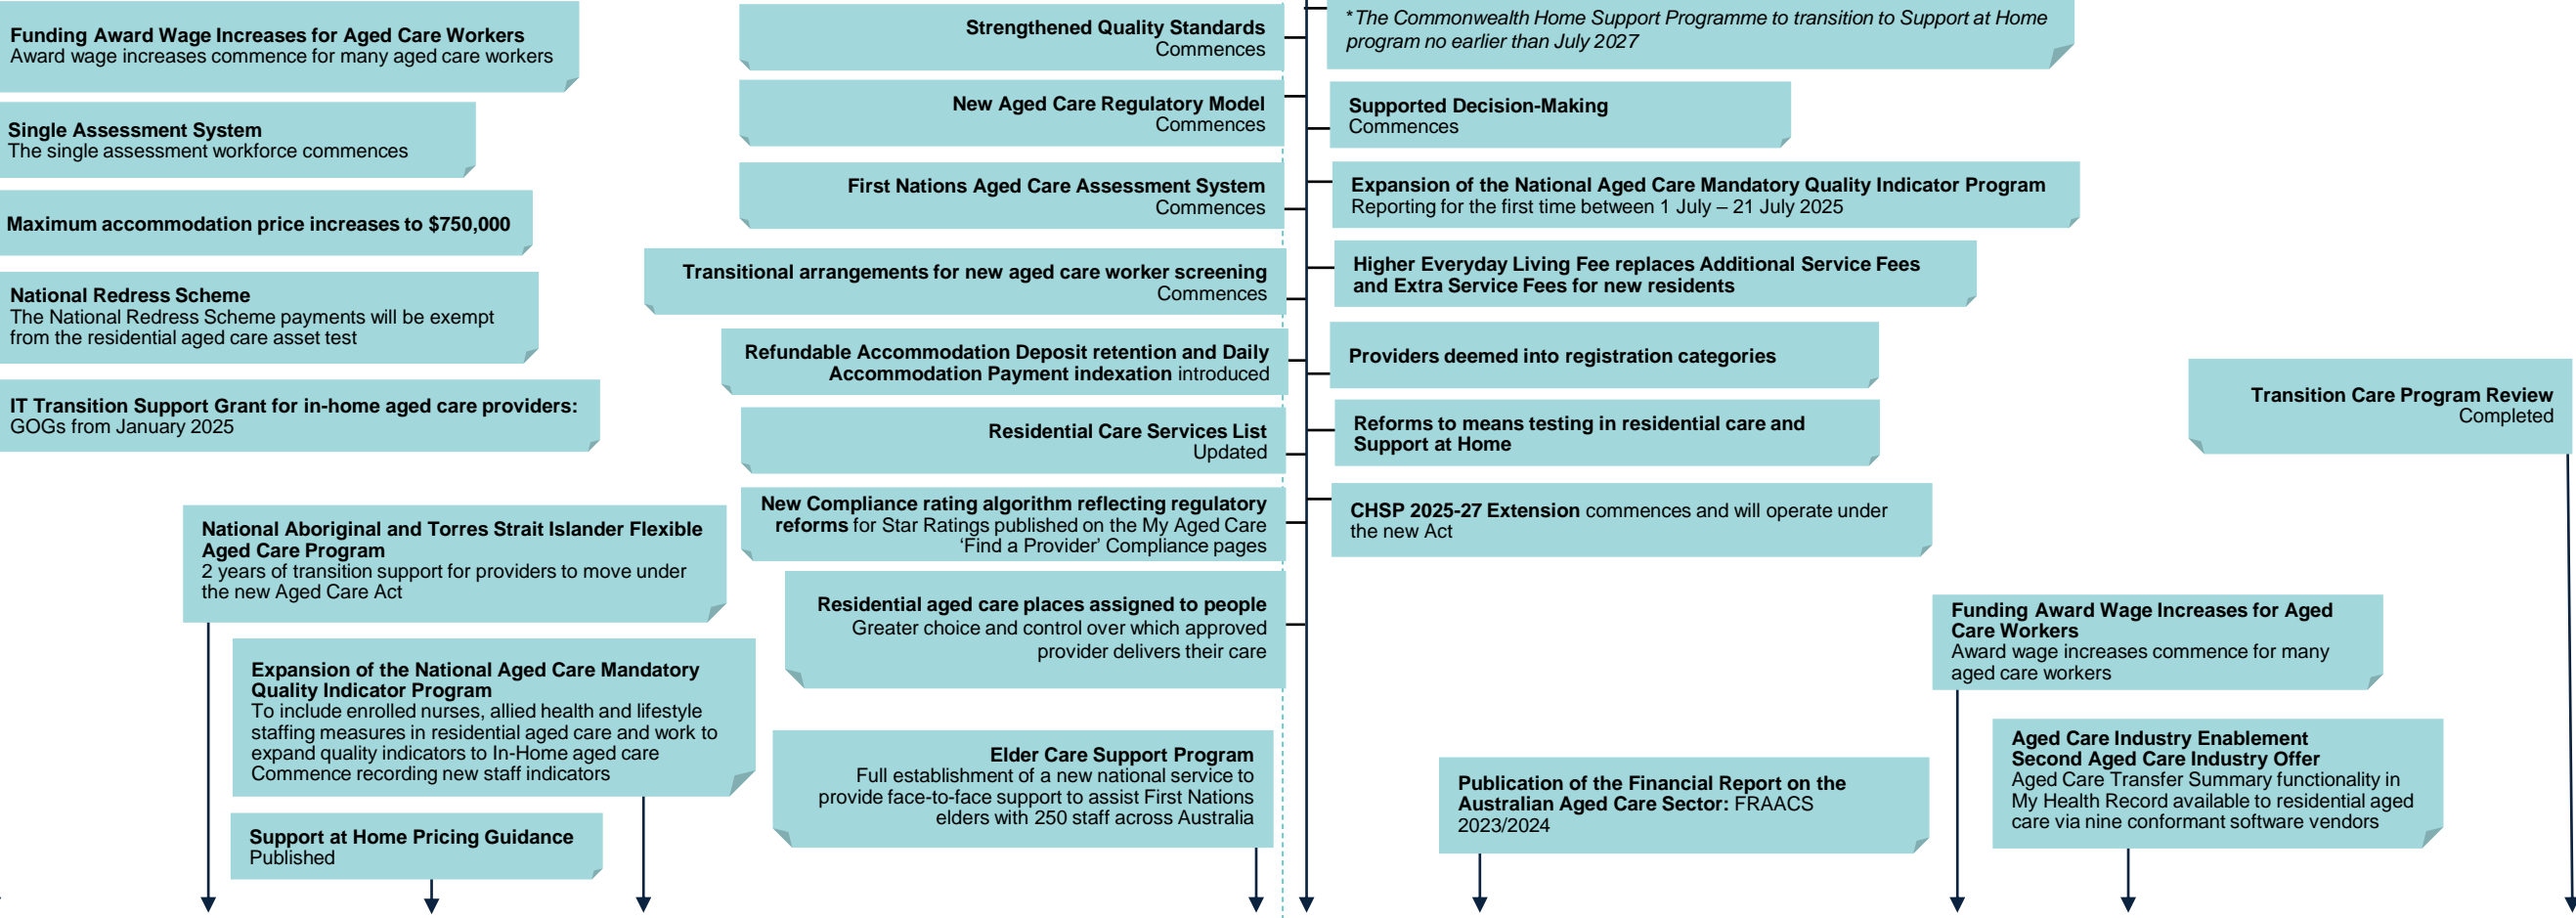 Funding Award Wage Increases for Aged Care Workers
Award wage increases commence for many aged care workers
Single Assessment System
The single assessment workforce commences
Maximum accommodation price increases to $750,000
National Redress Scheme
The National Redress Scheme payments will be exempt
from the residential aged care asset test
IT Transition Support Grant for in-home aged care providers:
GOGs from January 2025
National Aboriginal and Torres Strait Islander Flexible
Aged Care Program
2 years of transition support for providers to move under
the new Aged Care Act
Expansion of the National Aged Care Mandatory
Quality Indicator Program
To include enrolled nurses, allied health and lifestyle
staffing measures in residential aged care and work to
expand quality indicators to In-Home aged care
Commence recording new staff indicators
Support at Home Pricing Guidance
Published
Strengthened Quality Standards
Commences
New Aged Care Regulatory Model
Commences
First Nations Aged Care Assessment System
Commences
Transitional arrangements for new aged care worker screening
Commences
Refundable Accommodation Deposit retention and Daily
Accommodation Payment indexation introduced
Residential Care Services List
Updated
New Compliance rating algorithm reflecting regulatory
reforms for Star Ratings published on the My Aged Care
‘Find a Provider’ Compliance pages
Residential aged care places assigned to people
Greater choice and control over which approved
provider delivers their care
Elder Care Support Program
Full establishment of a new national service to
provide face-to-face support to assist First Nations
elders with 250 staff across Australia
*The Commonwealth Home Support Programme to transition to Support at Home
program no earlier than July 2027
Supported Decision-Making
Commences
Expansion of the National Aged Care Mandatory Quality Indicator Program
Reporting for the first time between 1 July – 21 July 2025
Higher Everyday Living Fee replaces Additional Service Fees
and Extra Service Fees for new residents
Providers deemed into registration categories
Reforms to means testing in residential care and
Support at Home
CHSP 2025-27 Extension commences and will operate under
the new Act
Publication of the Financial Report on the
Australian Aged Care Sector: FRAACS
2023/2024
Transition Care Program Review
Completed
Funding Award Wage Increases for Aged
Care Workers
Award wage increases commence for many
aged care workers
Aged Care Industry Enablement
Second Aged Care Industry Offer
Aged Care Transfer Summary functionality in
My Health Record available to residential aged
care via nine conformant software vendors